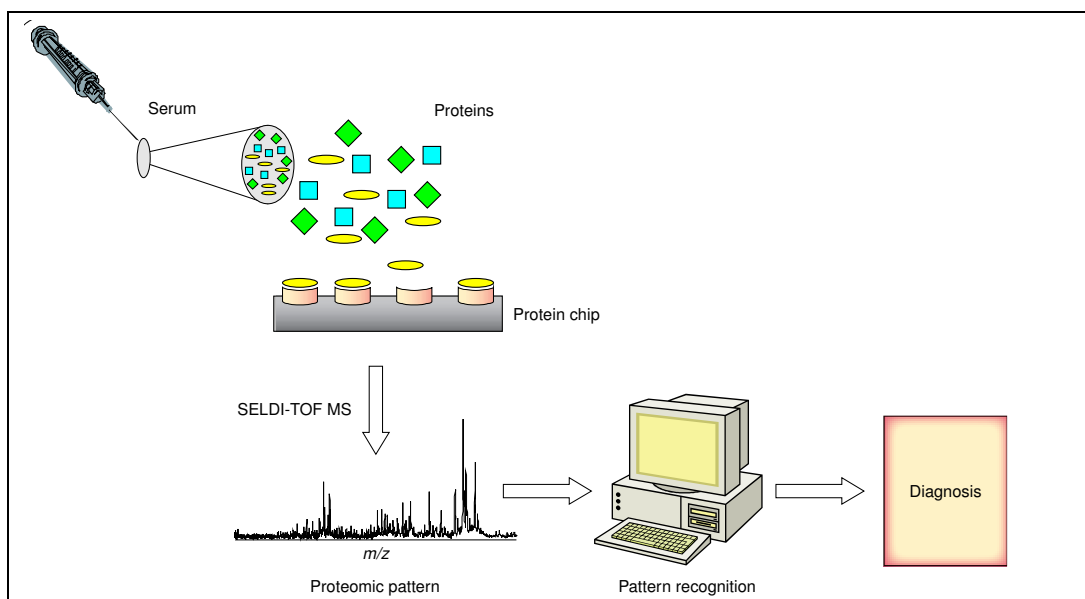 Serum
Proteins
Protein chip
SELDI-TOF MS
m/z
Proteomic pattern
Pattern recognition
Diagnosis